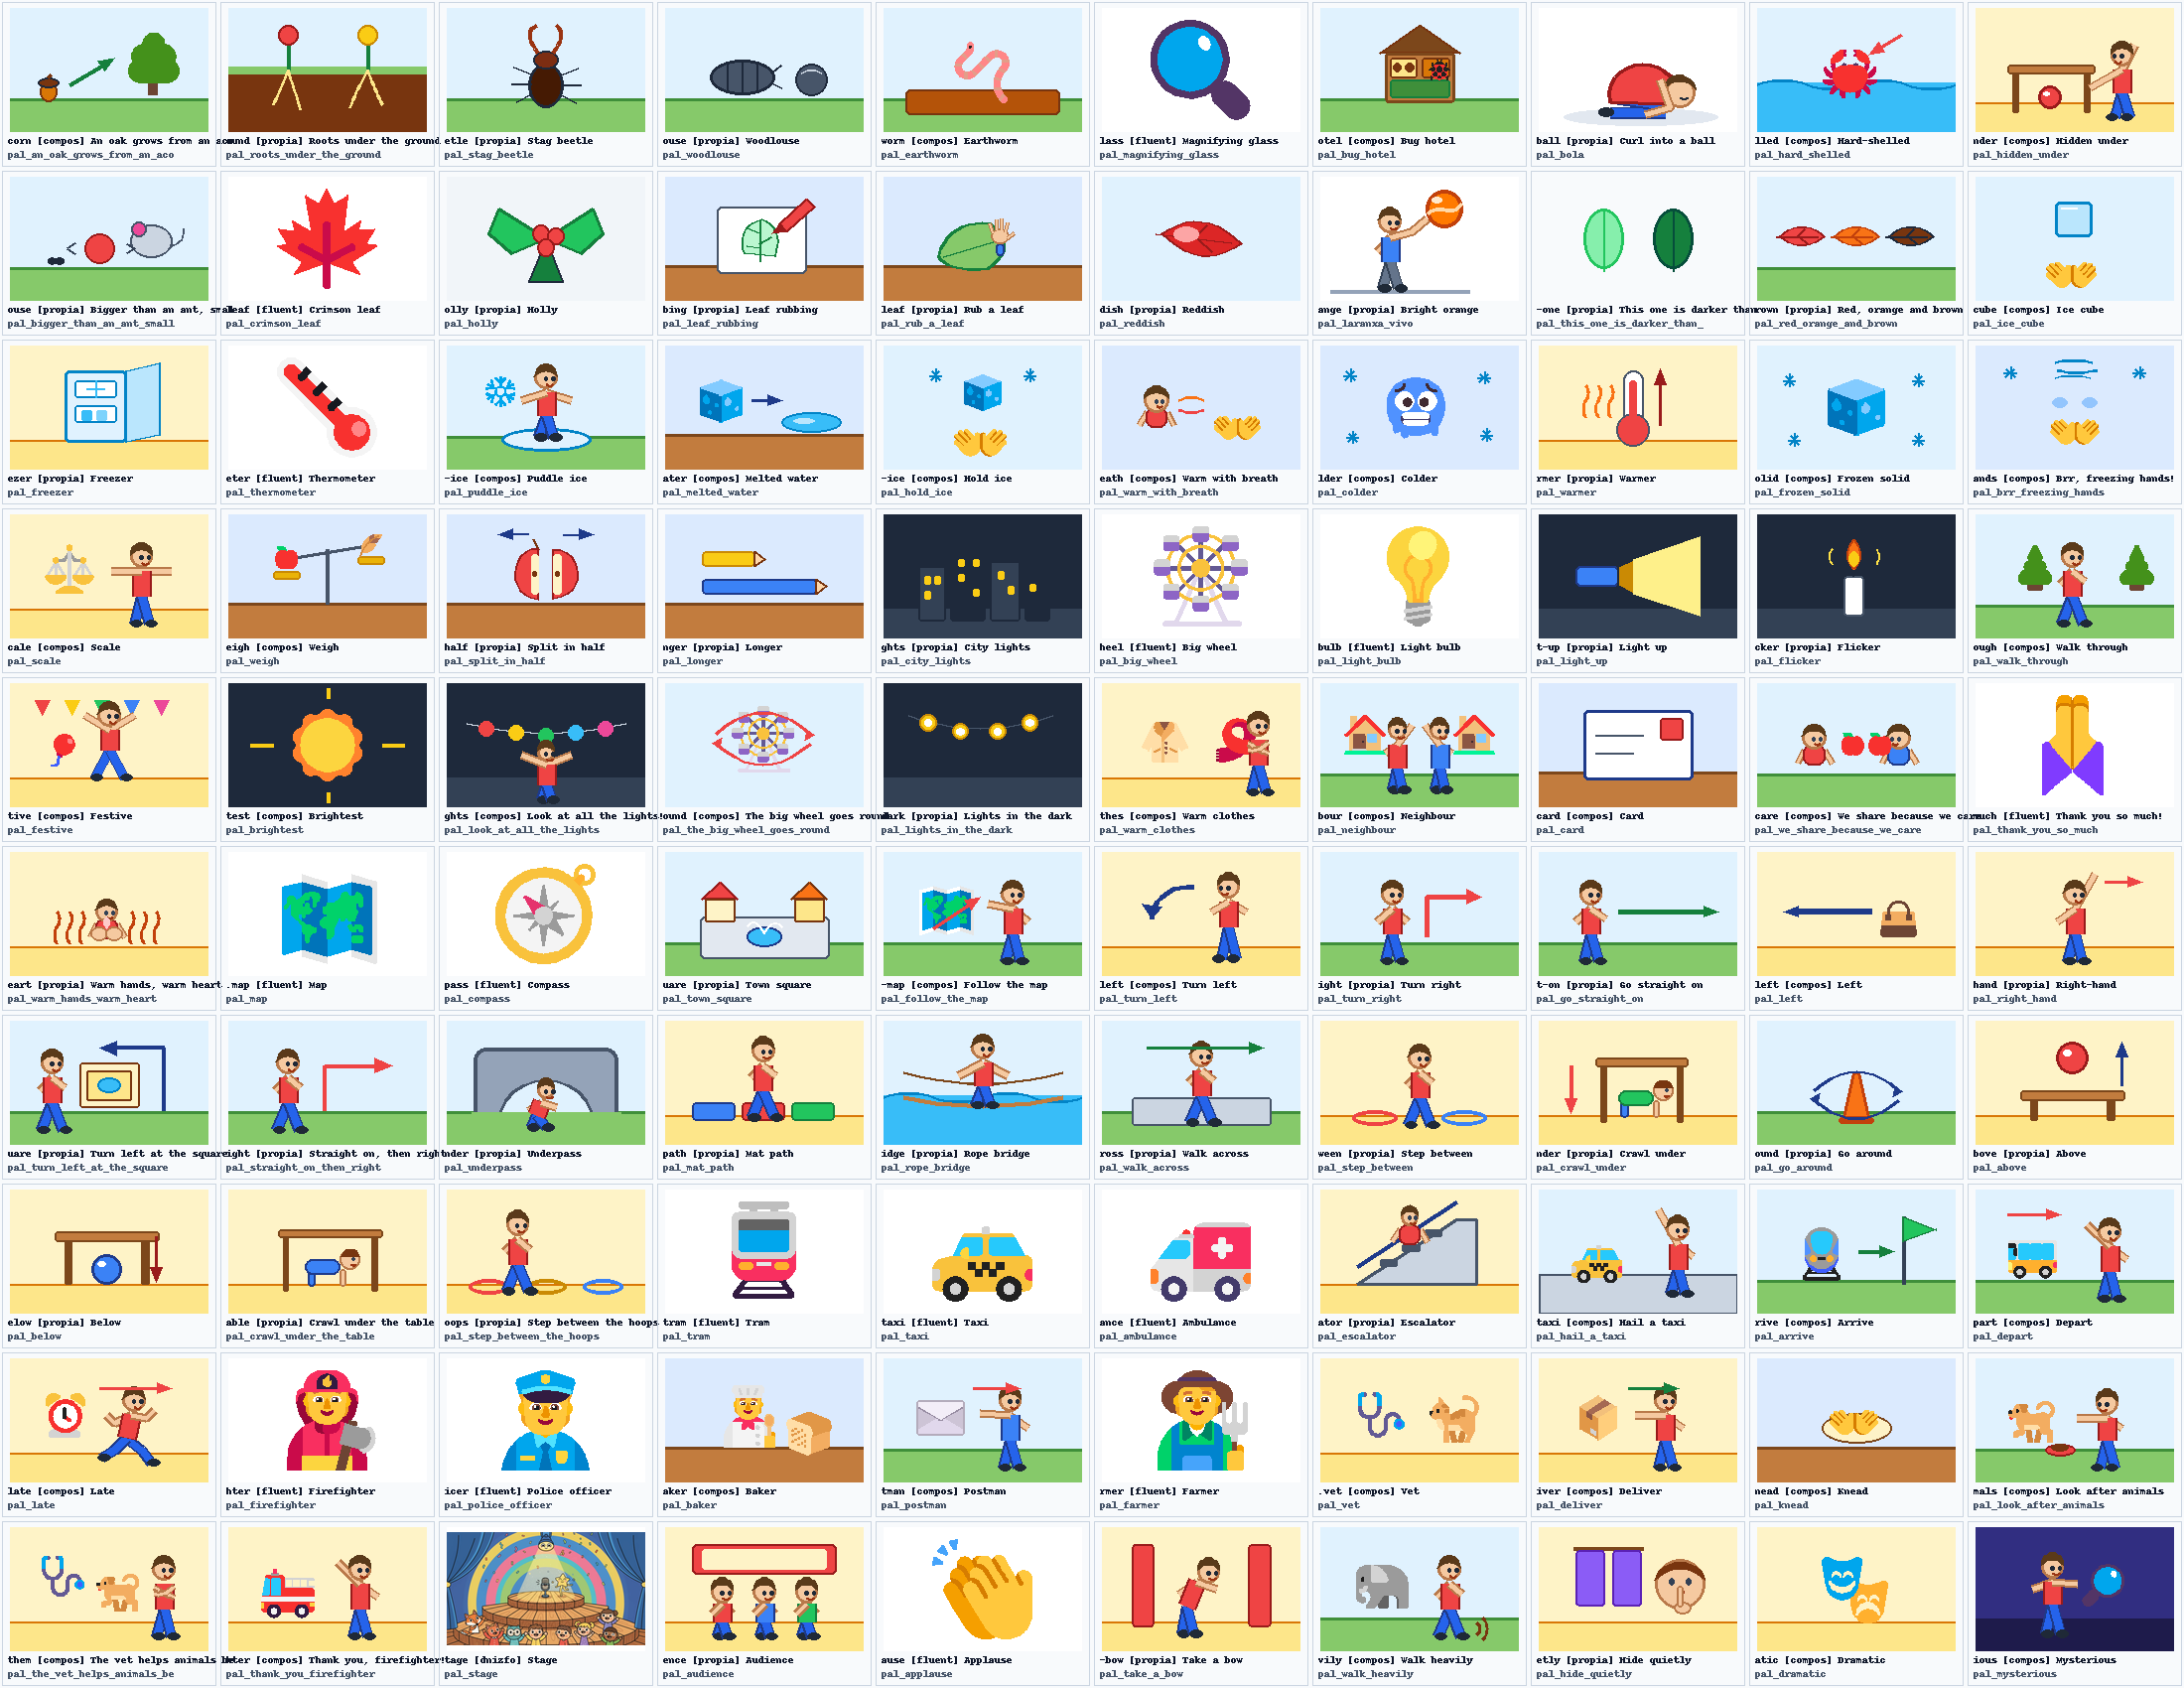 corn [compos] An oak grows from an aco
pal_an_oak_grows_from_an_aco
ound [propia] Roots under the ground
pal_roots_under_the_ground
etle [propia] Stag beetle
pal_stag_beetle
ouse [propia] Woodlouse
pal_woodlouse
worm [compos] Earthworm
pal_earthworm
lass [fluent] Magnifying glass
pal_magnifying_glass
otel [compos] Bug hotel
pal_bug_hotel
ball [propia] Curl into a ball
pal_bola
lled [compos] Hard-shelled
pal_hard_shelled
nder [compos] Hidden under
pal_hidden_under
ouse [propia] Bigger than an ant, smal
pal_bigger_than_an_ant_small
leaf [fluent] Crimson leaf
pal_crimson_leaf
olly [propia] Holly
pal_holly
bing [propia] Leaf rubbing
pal_leaf_rubbing
leaf [propia] Rub a leaf
pal_rub_a_leaf
dish [propia] Reddish
pal_reddish
ange [propia] Bright orange
pal_laranxa_vivo
-one [propia] This one is darker than
pal_this_one_is_darker_than_
rown [propia] Red, orange and brown
pal_red_orange_and_brown
cube [compos] Ice cube
pal_ice_cube
ezer [propia] Freezer
pal_freezer
eter [fluent] Thermometer
pal_thermometer
-ice [compos] Puddle ice
pal_puddle_ice
ater [compos] Melted water
pal_melted_water
-ice [compos] Hold ice
pal_hold_ice
eath [compos] Warm with breath
pal_warm_with_breath
lder [compos] Colder
pal_colder
rmer [propia] Warmer
pal_warmer
olid [compos] Frozen solid
pal_frozen_solid
ands [compos] Brr, freezing hands!
pal_brr_freezing_hands
cale [compos] Scale
pal_scale
eigh [compos] Weigh
pal_weigh
half [propia] Split in half
pal_split_in_half
nger [propia] Longer
pal_longer
ghts [propia] City lights
pal_city_lights
heel [fluent] Big wheel
pal_big_wheel
bulb [fluent] Light bulb
pal_light_bulb
t-up [propia] Light up
pal_light_up
cker [propia] Flicker
pal_flicker
ough [compos] Walk through
pal_walk_through
tive [compos] Festive
pal_festive
test [compos] Brightest
pal_brightest
ghts [compos] Look at all the lights!
pal_look_at_all_the_lights
ound [compos] The big wheel goes roun
pal_the_big_wheel_goes_round
dark [propia] Lights in the dark
pal_lights_in_the_dark
thes [compos] Warm clothes
pal_warm_clothes
bour [compos] Neighbour
pal_neighbour
card [compos] Card
pal_card
care [compos] We share because we care
pal_we_share_because_we_care
much [fluent] Thank you so much!
pal_thank_you_so_much
eart [propia] Warm hands, warm heart
pal_warm_hands_warm_heart
.map [fluent] Map
pal_map
pass [fluent] Compass
pal_compass
uare [propia] Town square
pal_town_square
-map [compos] Follow the map
pal_follow_the_map
left [compos] Turn left
pal_turn_left
ight [propia] Turn right
pal_turn_right
t-on [propia] Go straight on
pal_go_straight_on
left [compos] Left
pal_left
hand [propia] Right-hand
pal_right_hand
uare [propia] Turn left at the square
pal_turn_left_at_the_square
ight [propia] Straight on, then right
pal_straight_on_then_right
nder [propia] Underpass
pal_underpass
path [propia] Mat path
pal_mat_path
idge [propia] Rope bridge
pal_rope_bridge
ross [propia] Walk across
pal_walk_across
ween [propia] Step between
pal_step_between
nder [propia] Crawl under
pal_crawl_under
ound [propia] Go around
pal_go_around
bove [propia] Above
pal_above
elow [propia] Below
pal_below
able [propia] Crawl under the table
pal_crawl_under_the_table
oops [propia] Step between the hoops
pal_step_between_the_hoops
tram [fluent] Tram
pal_tram
taxi [fluent] Taxi
pal_taxi
ance [fluent] Ambulance
pal_ambulance
ator [propia] Escalator
pal_escalator
taxi [compos] Hail a taxi
pal_hail_a_taxi
rive [compos] Arrive
pal_arrive
part [compos] Depart
pal_depart
late [compos] Late
pal_late
hter [fluent] Firefighter
pal_firefighter
icer [fluent] Police officer
pal_police_officer
aker [compos] Baker
pal_baker
tman [compos] Postman
pal_postman
rmer [fluent] Farmer
pal_farmer
.vet [compos] Vet
pal_vet
iver [compos] Deliver
pal_deliver
nead [compos] Knead
pal_knead
mals [compos] Look after animals
pal_look_after_animals
them [compos] The vet helps animals be
pal_the_vet_helps_animals_be
hter [compos] Thank you, firefighter!
pal_thank_you_firefighter
tage [dnizfo] Stage
pal_stage
ence [propia] Audience
pal_audience
ause [fluent] Applause
pal_applause
-bow [propia] Take a bow
pal_take_a_bow
vily [compos] Walk heavily
pal_walk_heavily
etly [propia] Hide quietly
pal_hide_quietly
atic [compos] Dramatic
pal_dramatic
ious [compos] Mysterious
pal_mysterious